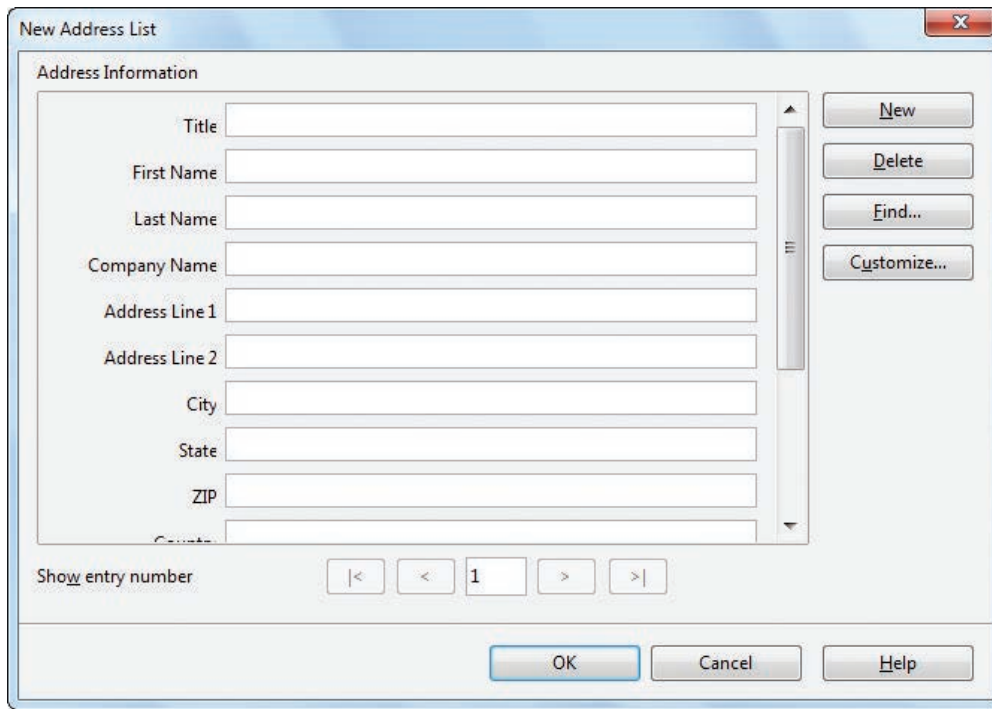 New Address List
Address Information
Title
First Name
Last Name
Company Name
Address Line 1
Address Line 2
City
State
ZIP
Country
New
Delete
Find...
Customize...
Show entry number
|<
<
1
>
>|
OK
Cancel
Help